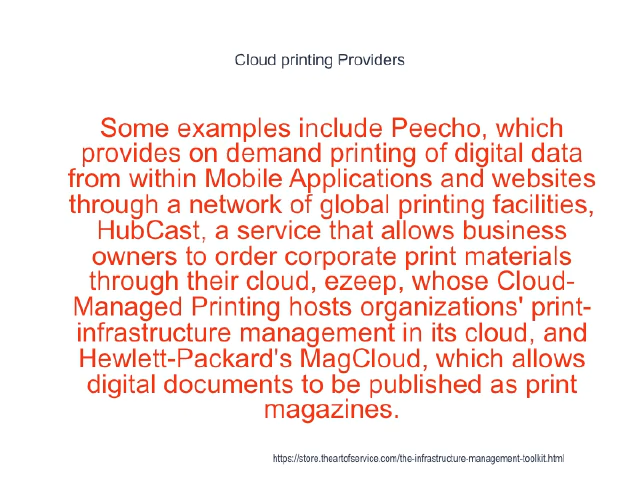 Cloud printing Providers
Some examples include Peecho, which
provides on demand printing of digital data
from within Mobile Applications and websites
through a network of global printing facilities,
HubCast, a service that allows business
owners to order corporate print materials
through their cloud, ezeep, whose Cloud-
Managed Printing hosts organizations' print-
infrastructure management in its cloud, and
Hewlett-Packard's MagCloud, which allows
digital documents to be published as print
magazines.
https://store.theartofservice.com/the-infrastructure-management-toolkit.html